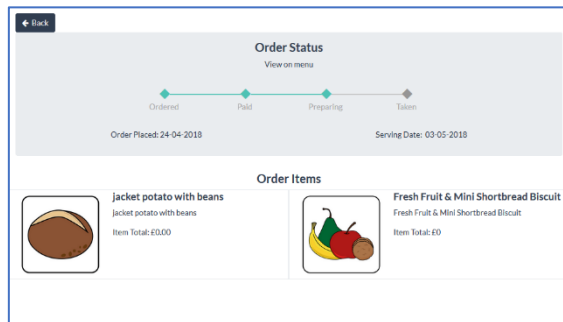 Back
Order Status
View on menu
Ordered Paid Preparing Taken
Order Placed: 24-04-2018 Serving Date: 03-05-2018
Order Items
jacket potato with beans
jacket potato with beans
Item Total: £0.00
Fresh Fruit & Mini Shortbread Biscuit
Fresh Fruit & Mini Shortbread Biscuit
Item Total: £0